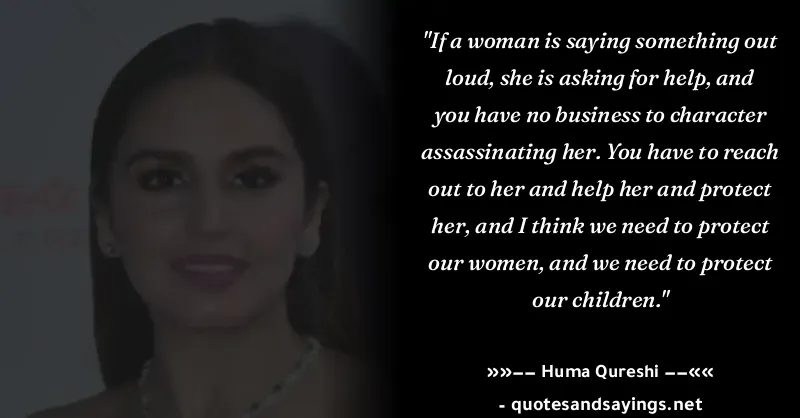 "If a woman is saying something out
loud, she is asking for help, and
you have no business to character
assassinating her. You have to reach
out to her and help her and protect
her, and I think we need to protect
our women, and we need to protect
our children."
»»–– Huma Qureshi ––««
- quotesandsayings.net